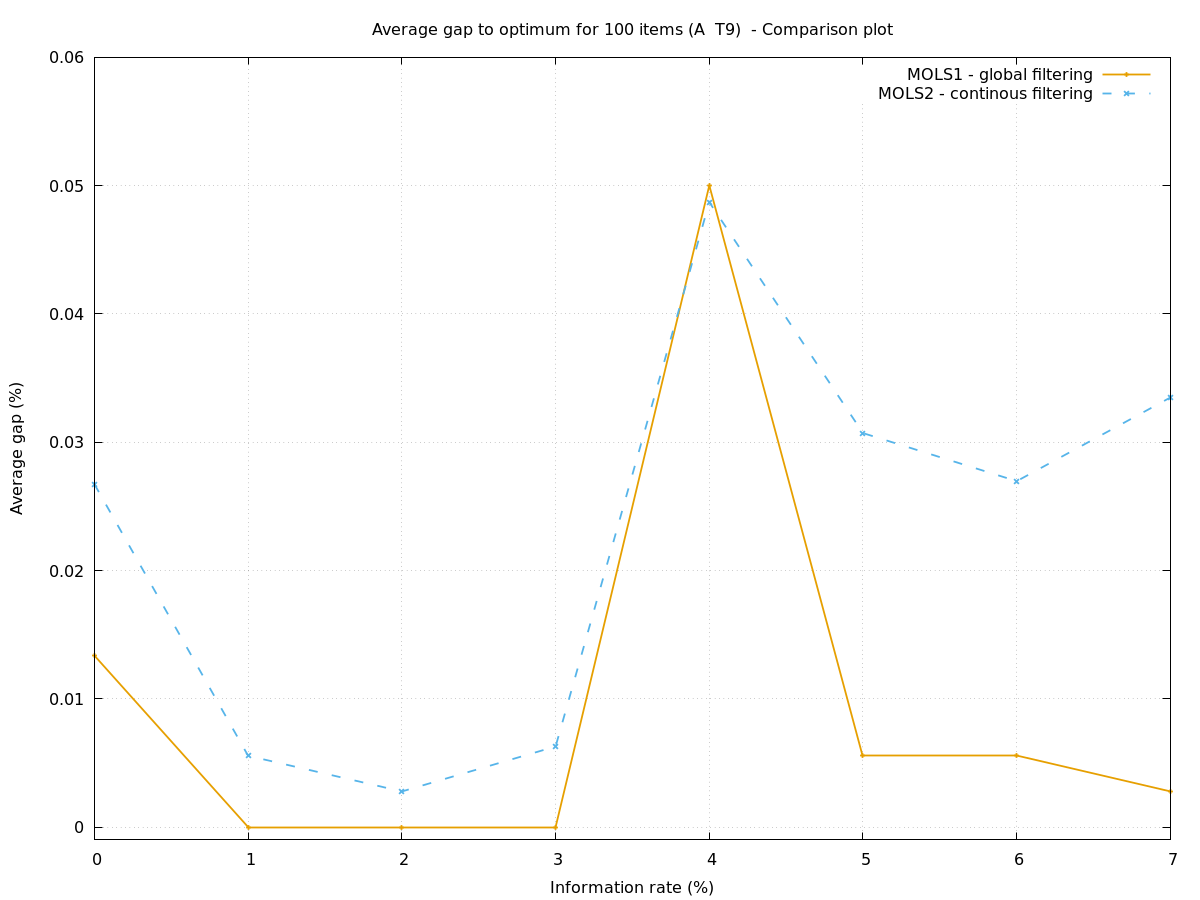 Average gap to optimum for 100 items (A  T9)  - Comparison plot
MOLS1 - global filtering
MOLS2 - continous filtering
0.06
0.05
0.04
0.03
0.02
0.01
0
Average gap (%)
0 1 2 3 4 5 6 7
Information rate (%)